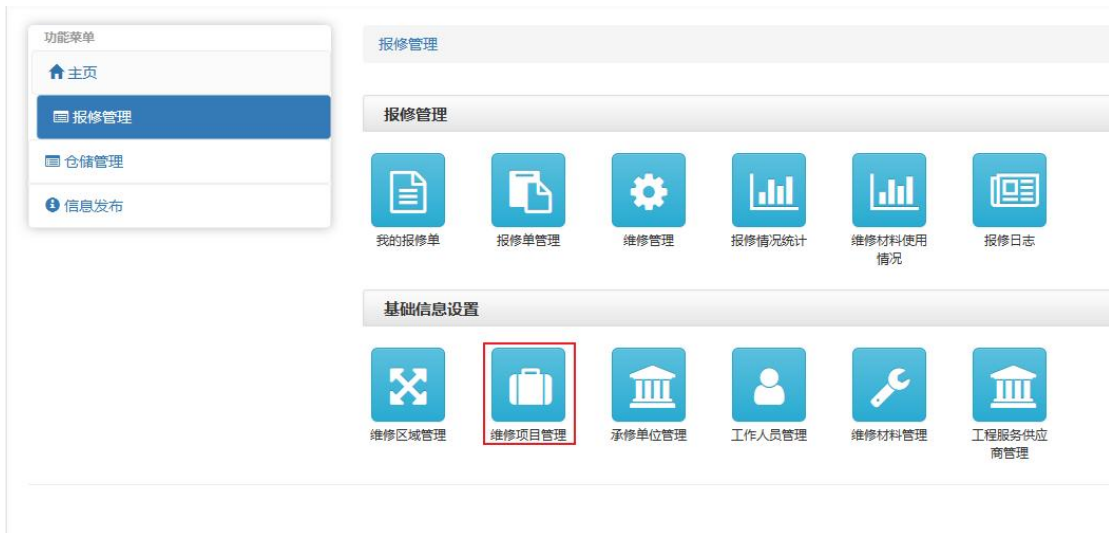 功能菜单
主页
报修管理
仓储管理
信息发布
报修管理
报修管理
我的报修单
报修单管理
维修管理
报修情况统计
维修材料使用
情况
报修日志
基础信息设置
维修区域管理
维修项目管理
承修单位管理
工作人员管理
维修材料管理
工程服务供应
商管理